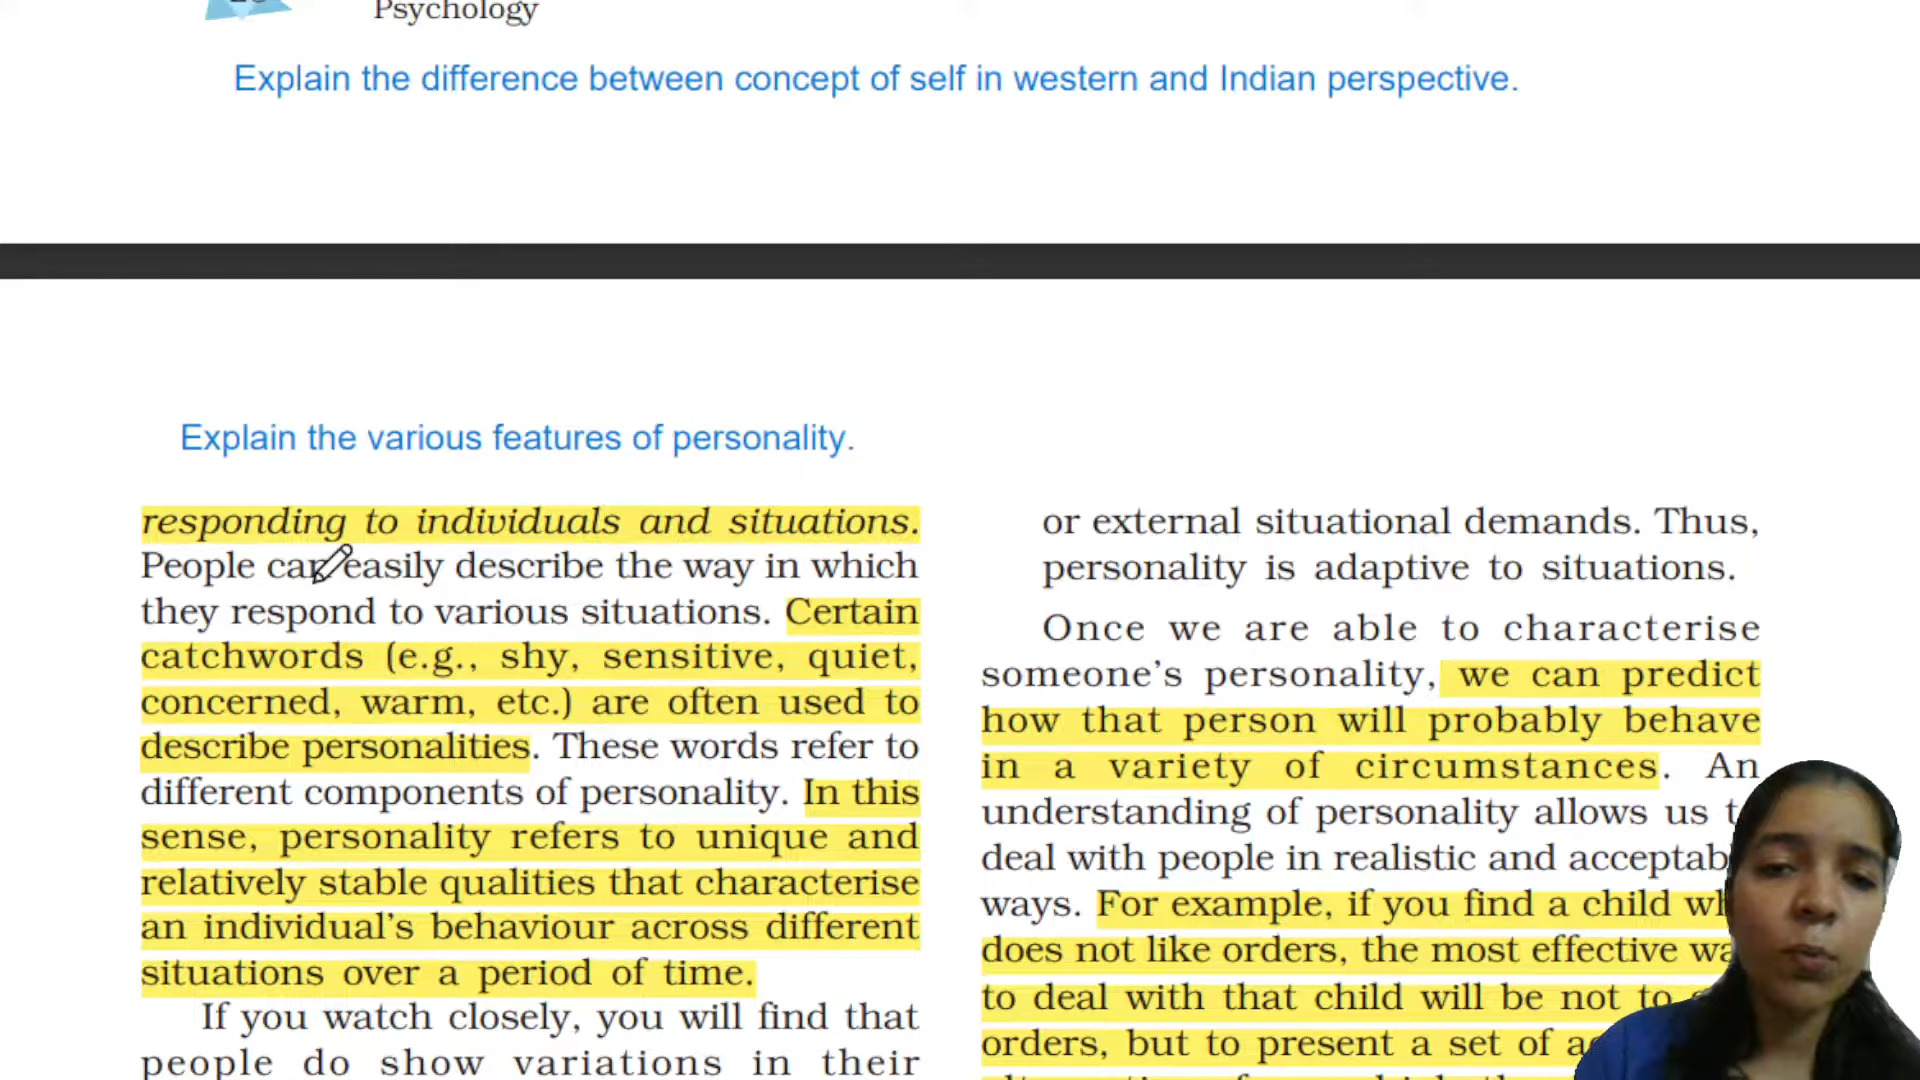 Psychology
Explain the difference between concept of self in western and Indian perspective.
Explain the various features of personality.
responding to individuals and situations.
People can easily describe the way in which
they respond to various situations. Certain
catchwords (e.g., shy, sensitive, quiet,
concerned, warm, etc.) are often used to
describe personalities. These words refer to
different components of personality. In this
sense, personality refers to unique and
relatively stable qualities that characterise
an individual's behaviour across different
situations over a period of time.
If you watch closely, you will find that
people do show variations in their
or external situational demands. Thus,
personality is adaptive to situations.
Once we are able to characterise
someone's personality, we can predict
how that person will probably behave
in a variety of circumstances. An
understanding of personality allows us
deal with people in realistic and
ways. For example, if you find a child
does not like orders, the most effective
to deal with that child will be not to
orders, but to present a set of